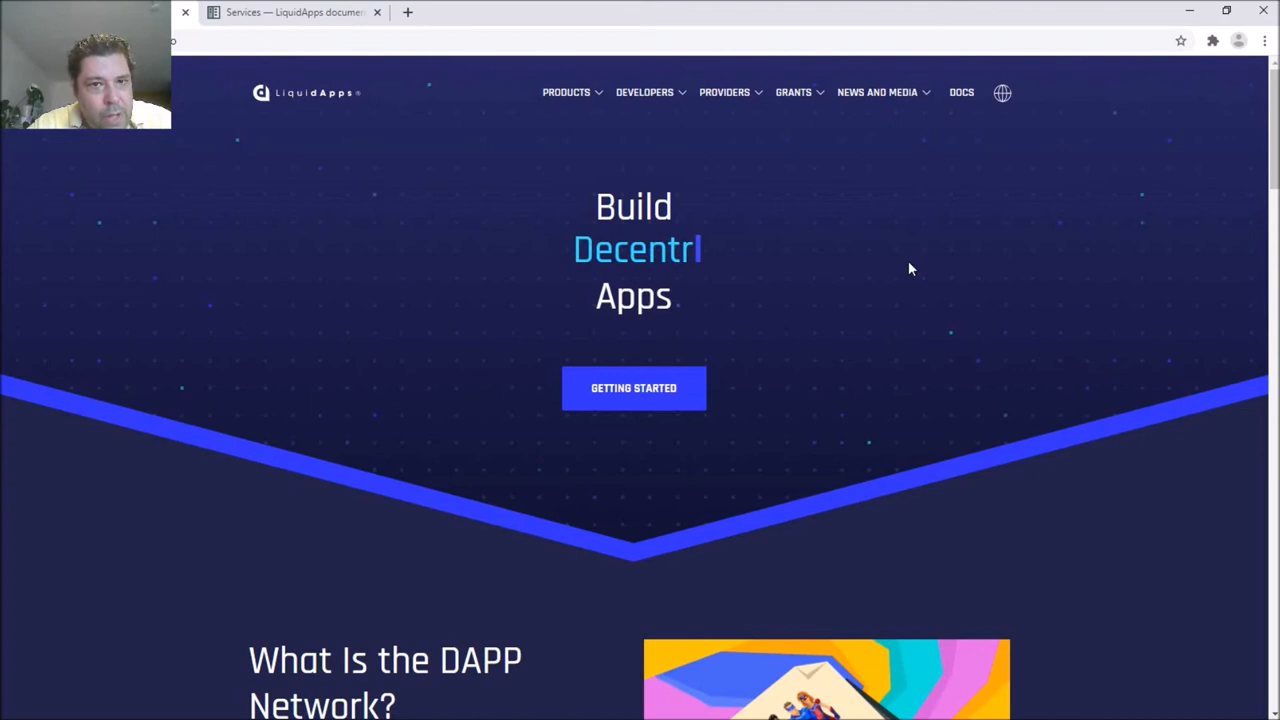 Services — LiquidApps documen
LiquidApps
PRODUCTS DEVELOPERS PROVIDERS GRANTS NEWS AND MEDIA DOCS
Build
Decentr
Apps
GETTING STARTED
What Is the DAPP
Network?